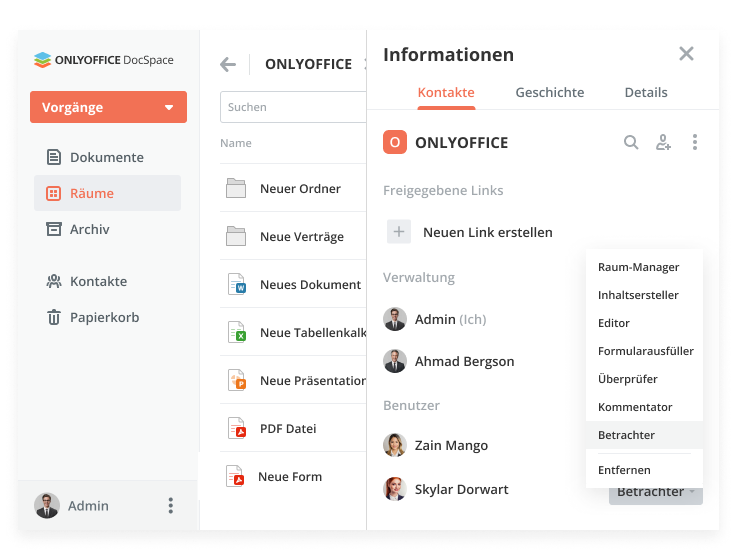 ONLYOFFICE DocSpace
Vorgänge
Dokumente
Räume
Archiv
Kontakte
Papierkorb
Admin
ONLYOFFICE
Suchen
Name
Neuer Ordner
Neue Verträge
Neues Dokument
Neue Tabellenkalk
Neue Präsentation
PDF Datei
Neue Form
Informationen
Kontakte
Geschichte
Details
O ONLYOFFICE
Freigegebene Links
Neuen Link erstellen
Verwaltung
Admin (Ich)
Ahmad Bergson
Benutzer
Zain Mango
Skylar Dorwart
Raum-Manager
Inhaltsersteller
Editor
Formularausfüller
Überprüfer
Kommentator
Betrachter
Entfernen
Betrachter